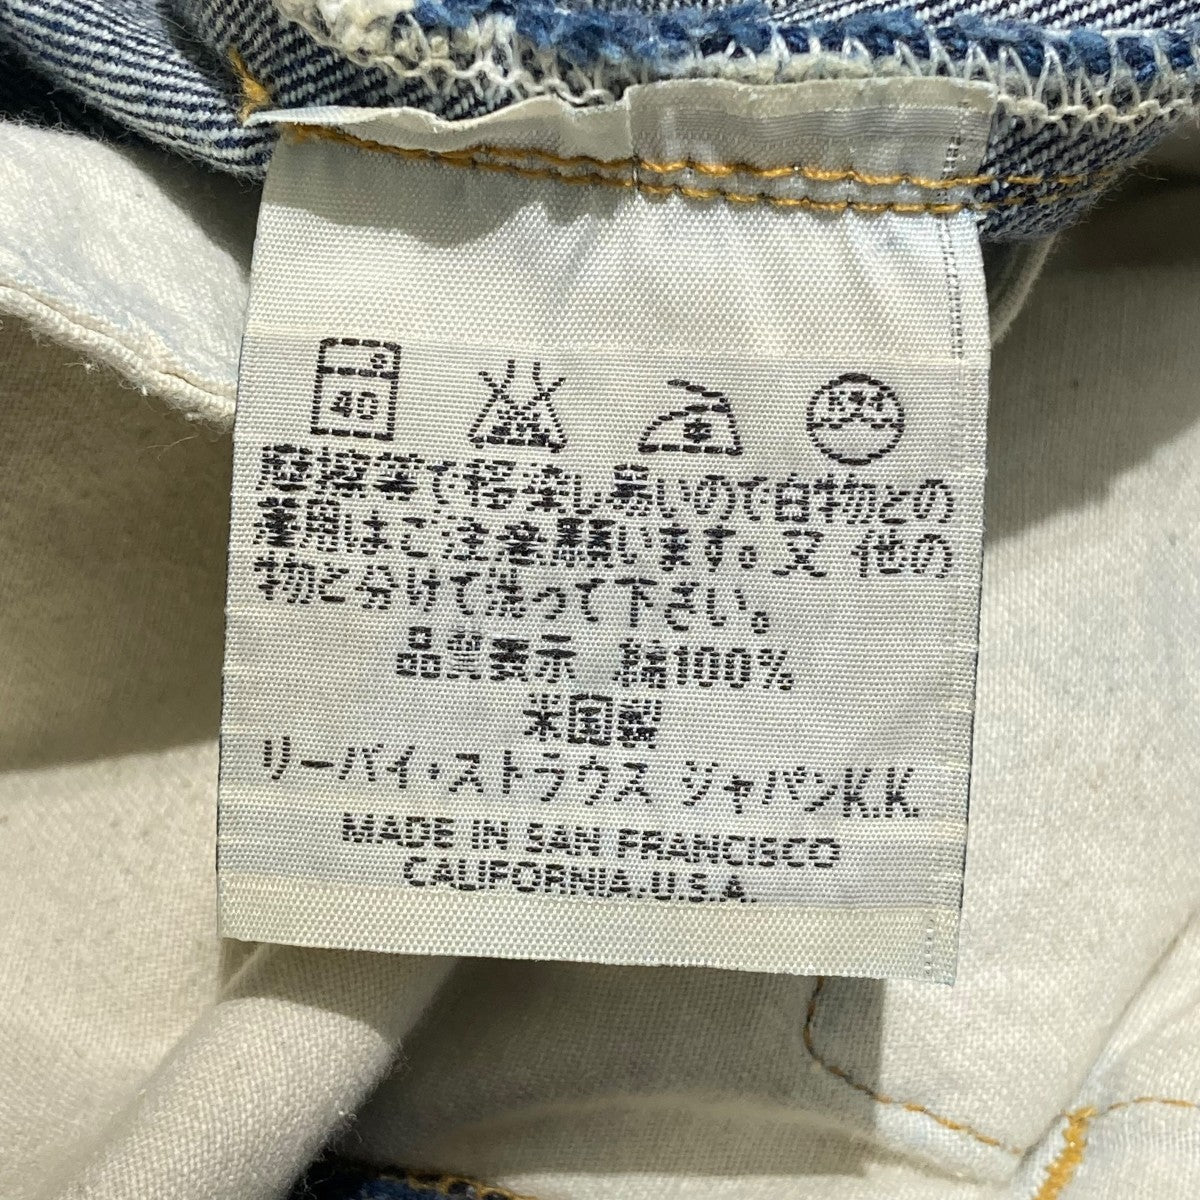 40
摩擦等で移染し易いので白物との
着用はご注意願います。又 他の
物と分けて洗って下さい。
品質表示 綿100%
米国製
リーバイ・ストラウス ジャパンK.K.
MADE IN SAN FRANCISCO
CALIFORNIA.U.S.A.